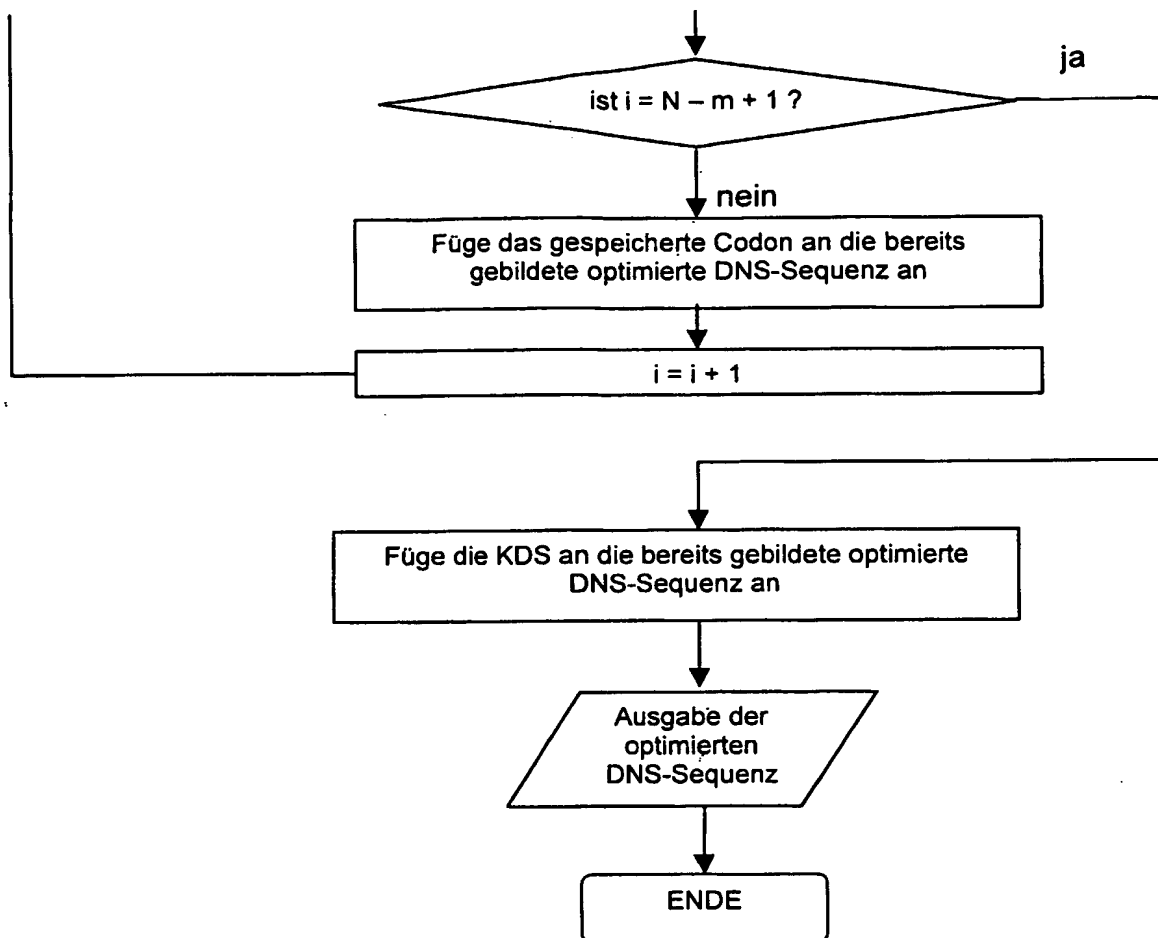 ja
ist i = N – m + 1 ?
nein
Füge das gespeicherte Codon an die bereits
gebildete optimierte DNS-Sequenz an
i = i + 1
Füge die KDS an die bereits gebildete optimierte
DNS-Sequenz an
Ausgabe der
optimierten
DNS-Sequenz
ENDE